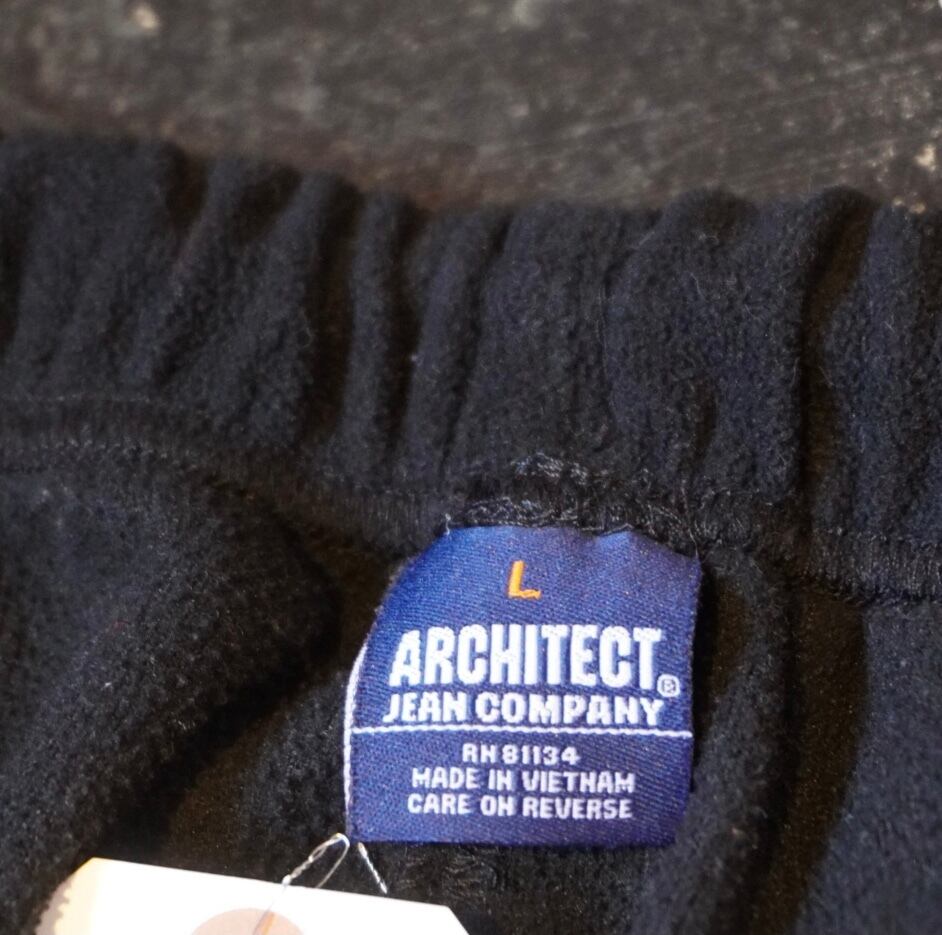 L
ARCHITECT®
JEAN COMPANY
RN 81134
MADE IN VIETNAM
CARE ON REVERSE